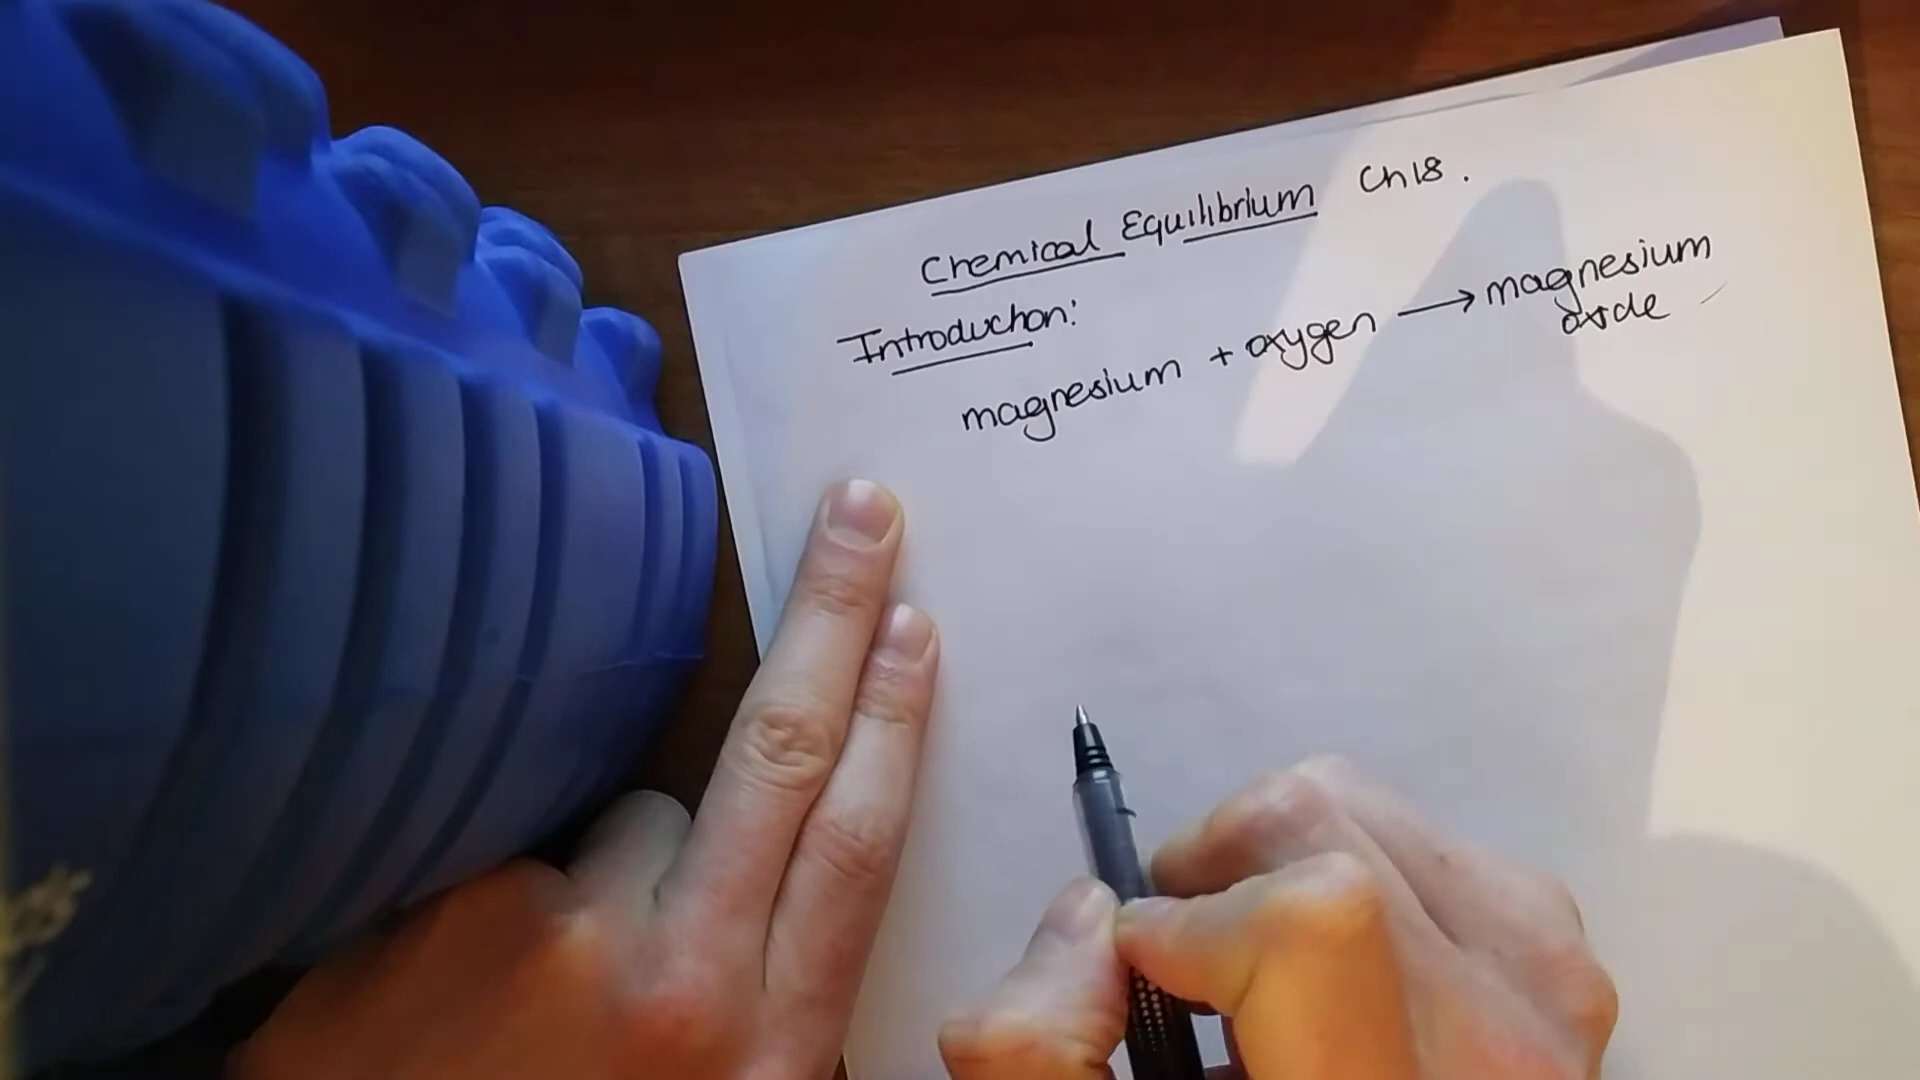 Chemical Equilibrium Ch18.
Introduction:
magnesium + oxygen → magnesium
oxide